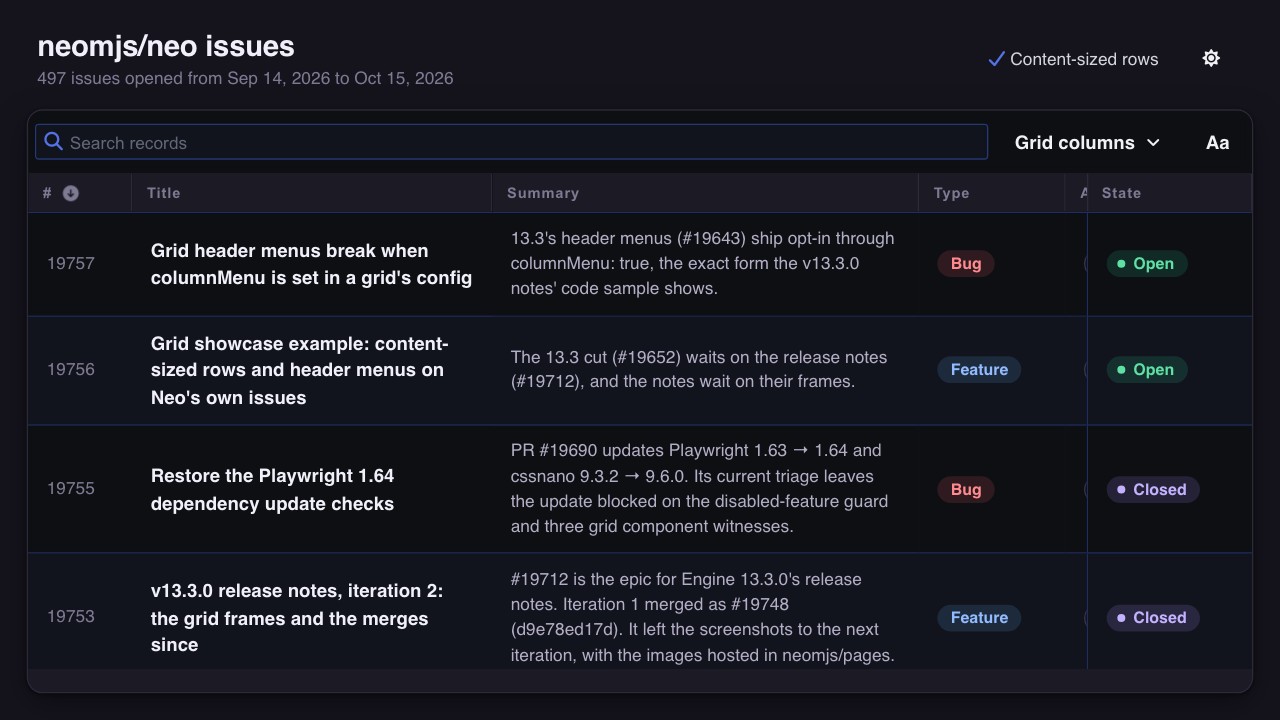 neomjs/neo issues
497 issues opened from Sep 14, 2026 to Oct 15, 2026
Content-sized rows
Search records
Grid columns
Aa
#
Title
Summary
Type
State
19757
Grid header menus break when
columnMenu is set in a grid's config
13.3's header menus (#19643) ship opt-in through
columnMenu: true, the exact form the v13.3.0
notes' code sample shows.
Bug
Open
19756
Grid showcase example: content-
sized rows and header menus on
Neo's own issues
The 13.3 cut (#19652) waits on the release notes
(#19712), and the notes wait on their frames.
Feature
Open
19755
Restore the Playwright 1.64
dependency update checks
PR #19690 updates Playwright 1.63 → 1.64 and
cssnano 9.3.2 → 9.6.0. Its current triage leaves
the update blocked on the disabled-feature guard
and three grid component witnesses.
Bug
Closed
19753
v13.3.0 release notes, iteration 2:
the grid frames and the merges
since
#19712 is the epic for Engine 13.3.0's release
notes. Iteration 1 merged as #19748
(d9e78ed17d). It left the screenshots to the next
iteration, with the images hosted in neomjs/pages.
Feature
Closed